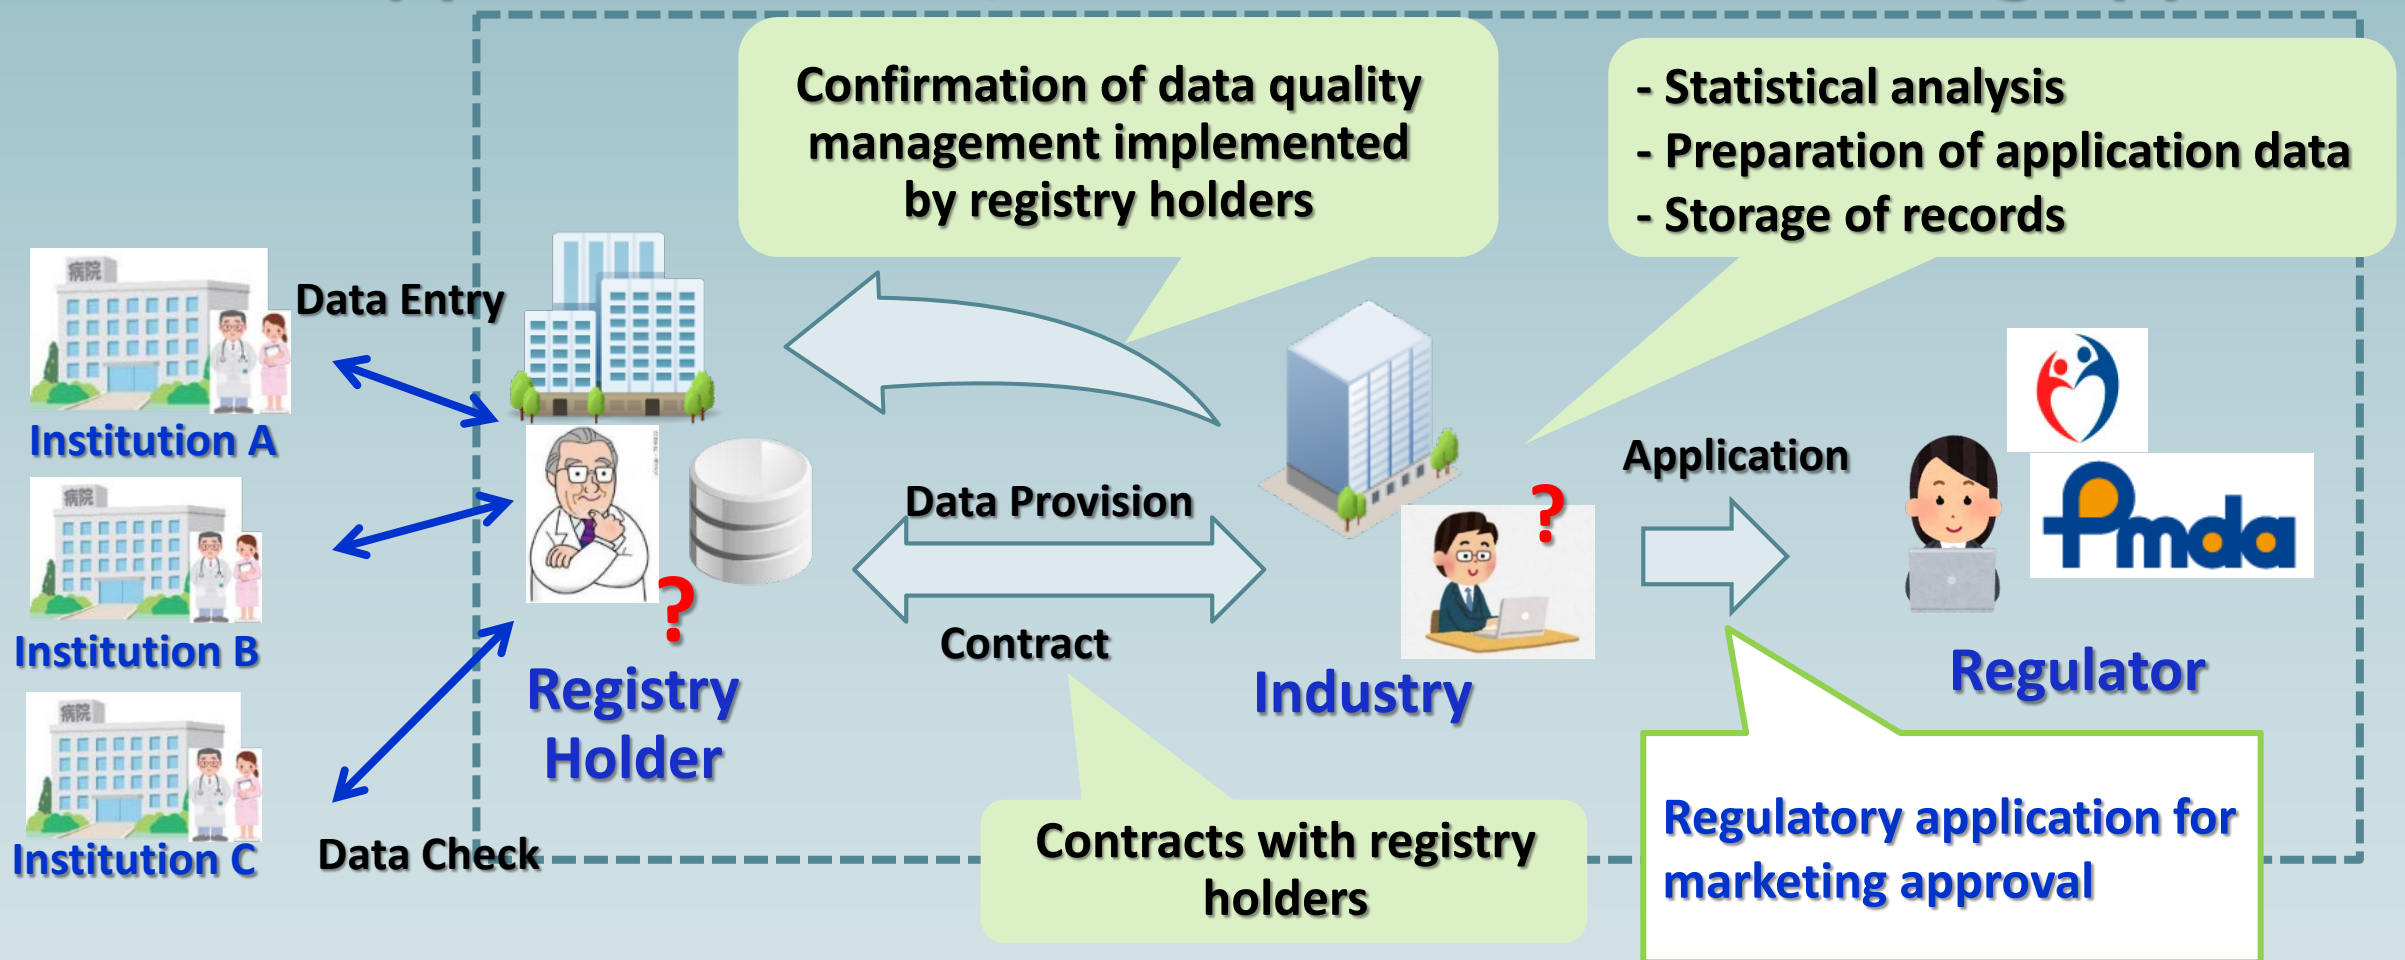 Confirmation of data quality
management implemented
by registry holders
- Statistical analysis
- Preparation of application data
- Storage of records
病院
Data Entry
Institution A
病院
Institution B
病院
Institution C
Data Check
?
Registry
Holder
Data Provision
Contract
Contracts with registry
holders
?
Industry
Application
Pmda
Regulator
Regulatory application for
marketing approval